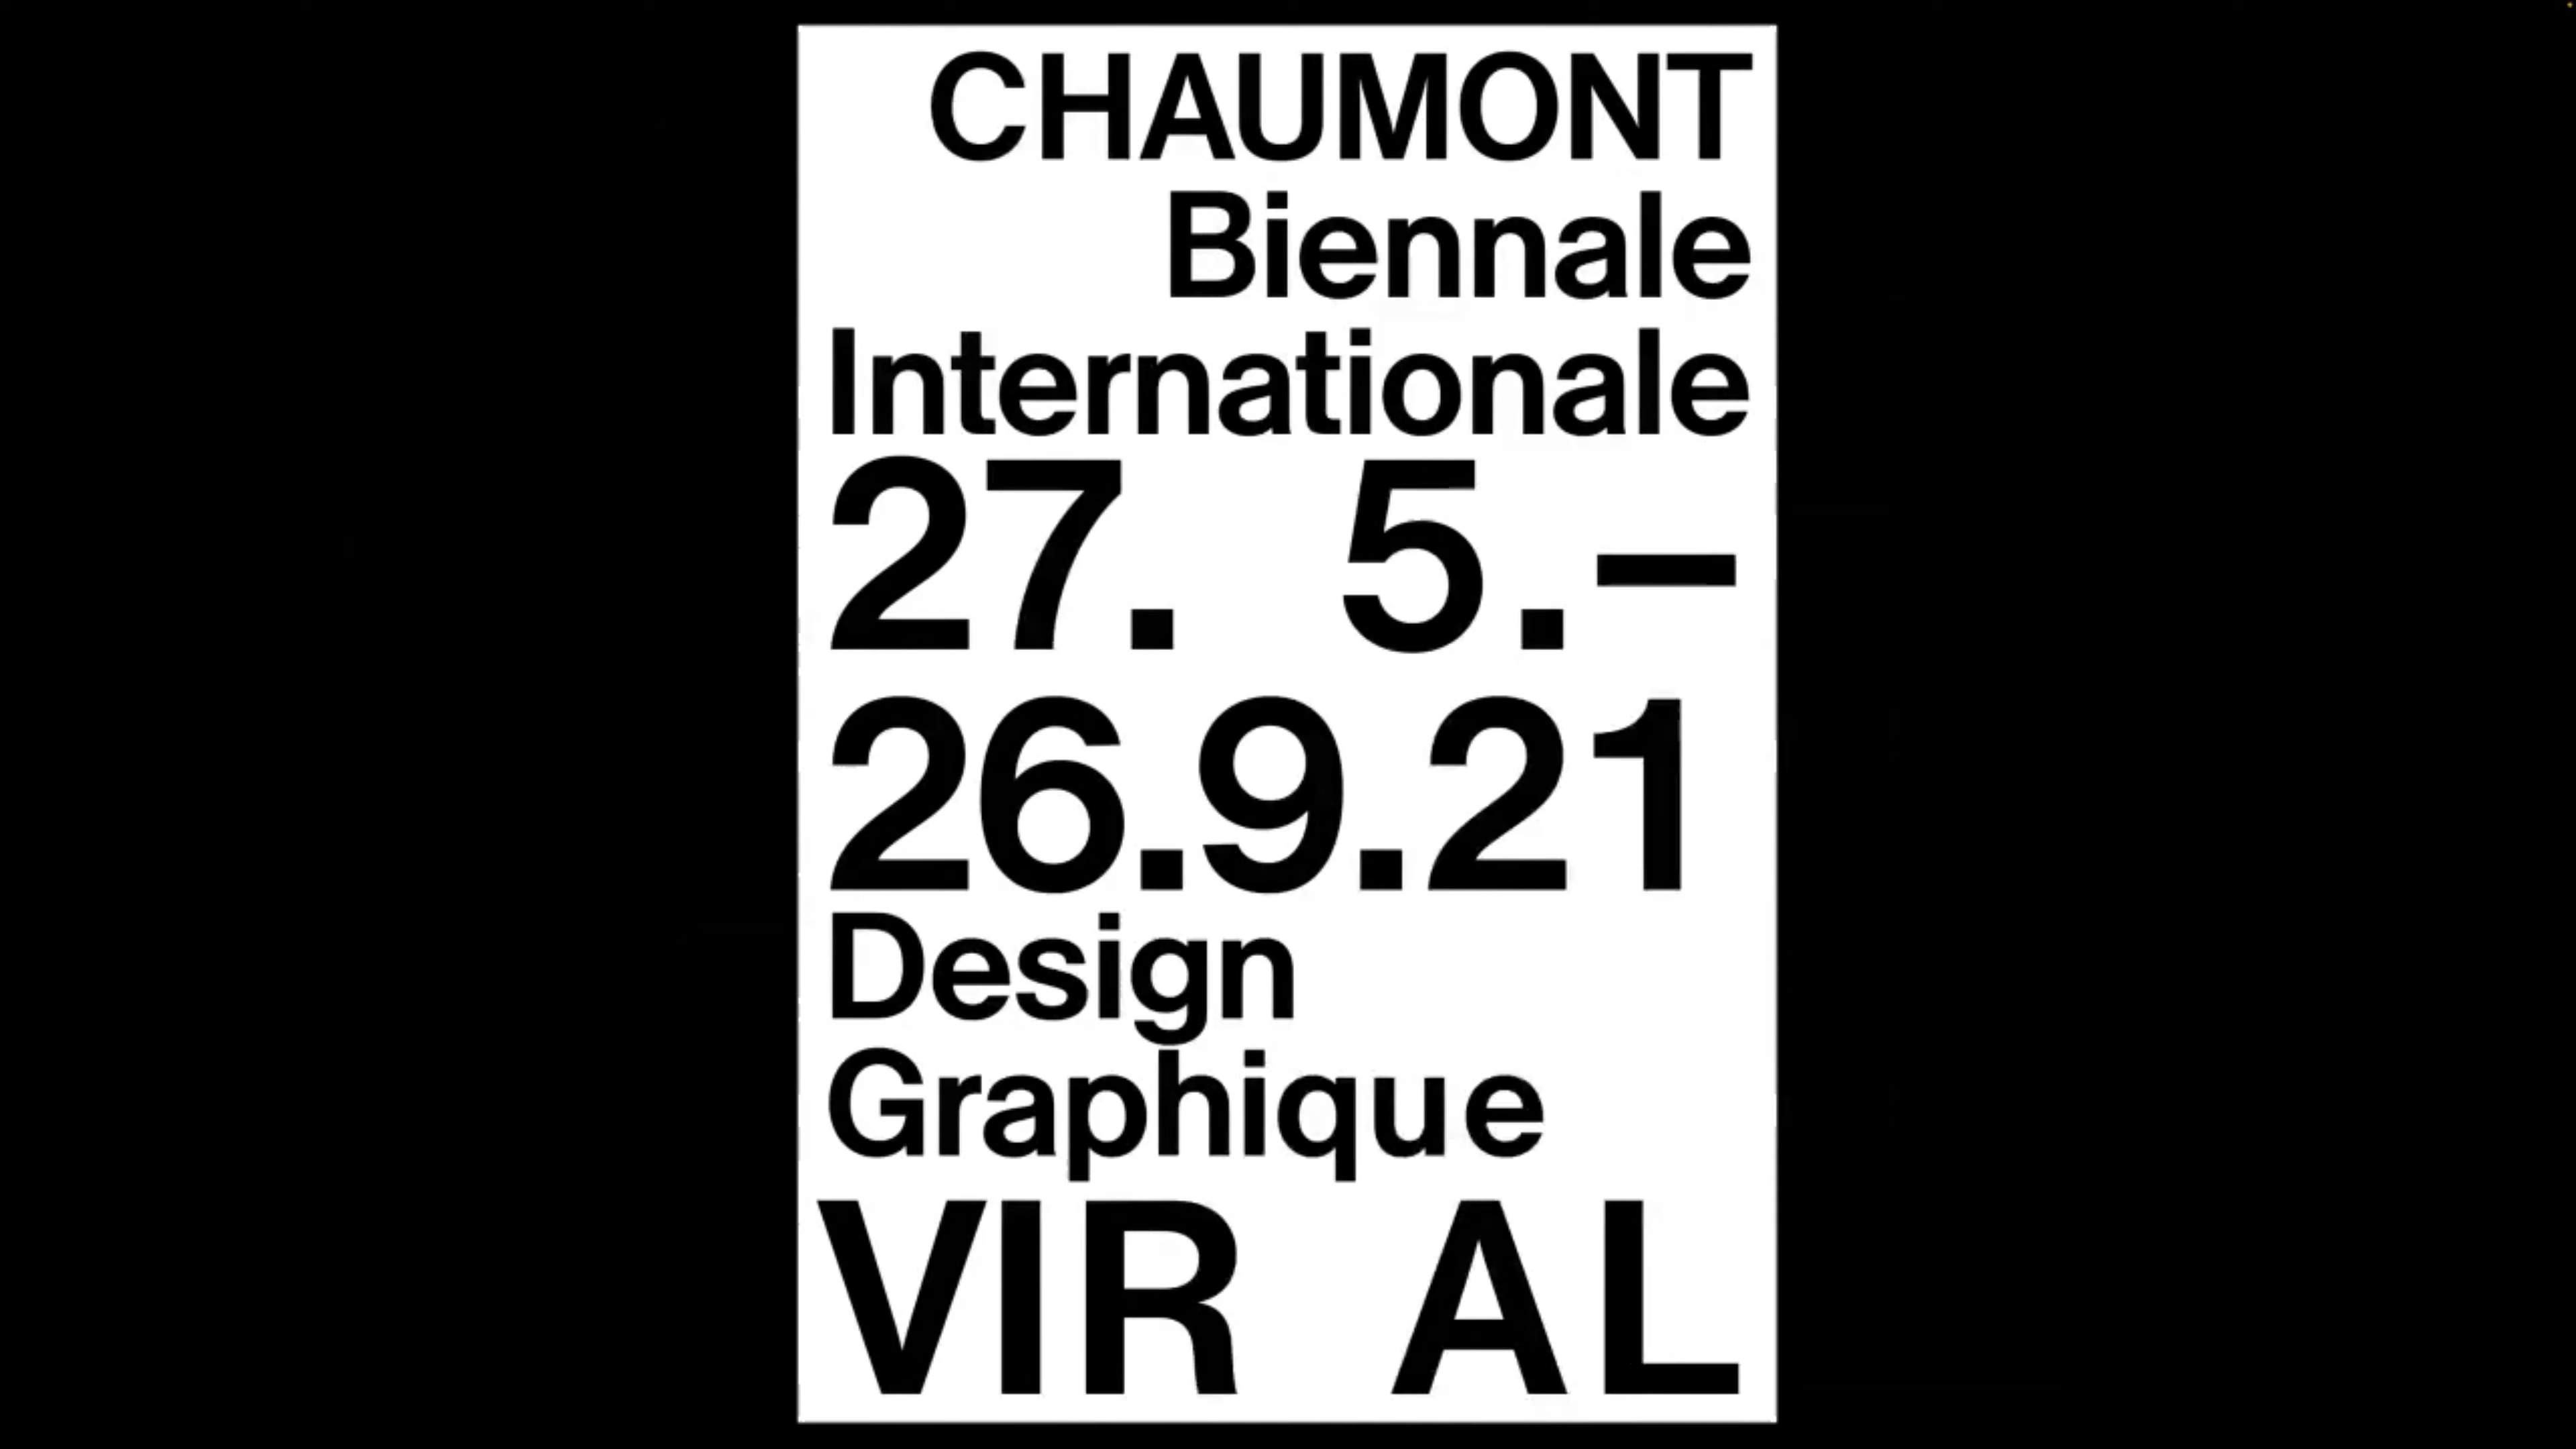 CHAUMONT
Biennale
Internationale
27. 5.–
26.9.21
Design
Graphique
VIR AL